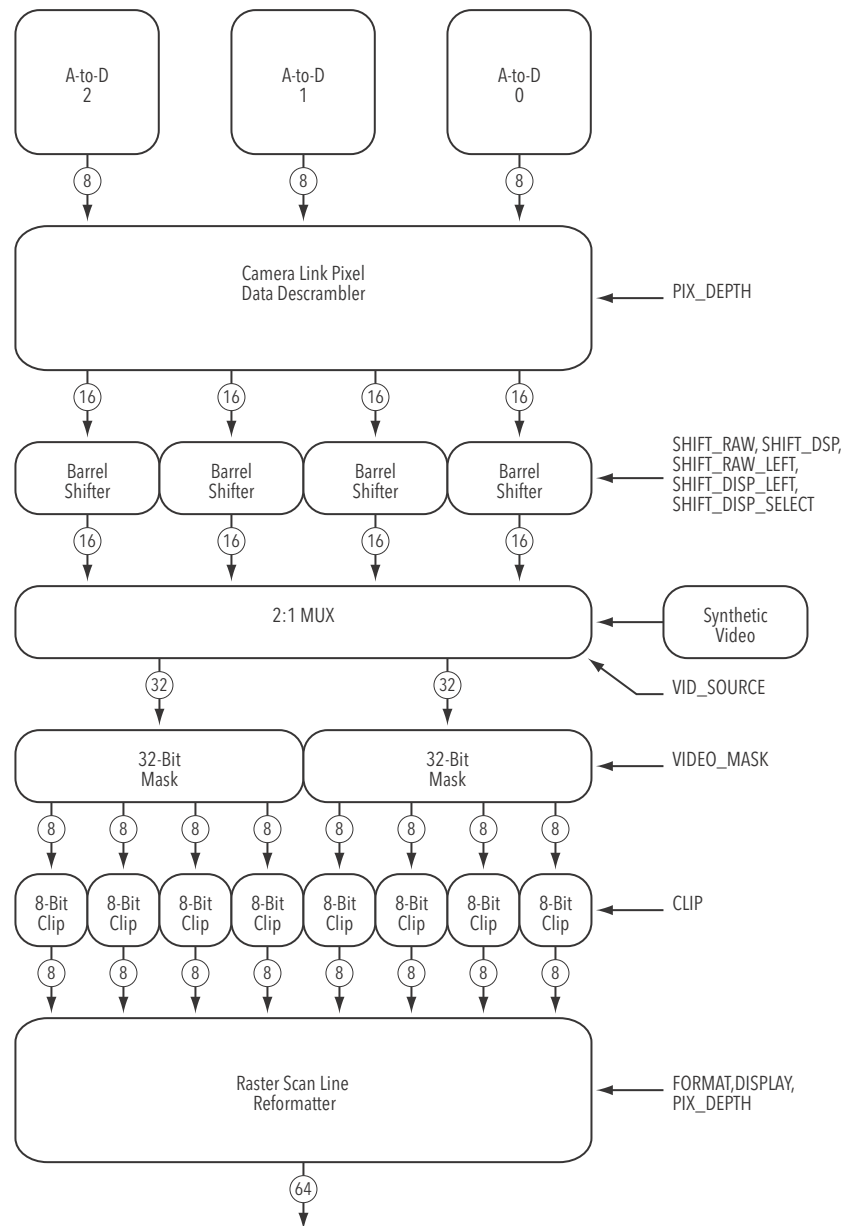 A-to-D
2
A-to-D
1
A-to-D
0
8
8
8
Camera Link Pixel
Data Descrambler
PIX_DEPTH
16
16
16
16
Barrel
Shifter
Barrel
Shifter
Barrel
Shifter
Barrel
Shifter
SHIFT_RAW, SHIFT_DSP,
SHIFT_RAW_LEFT,
SHIFT_DISP_LEFT,
SHIFT_DISP_SELECT
16
16
16
16
2:1 MUX
Synthetic
Video
VID_SOURCE
32
32
32-Bit
Mask
32-Bit
Mask
VIDEO_MASK
8
8
8
8
8
8
8
8
8-Bit
Clip
8-Bit
Clip
8-Bit
Clip
8-Bit
Clip
8-Bit
Clip
8-Bit
Clip
8-Bit
Clip
8-Bit
Clip
CLIP
8
8
8
8
8
8
8
8
Raster Scan Line
Reformatter
FORMAT,DISPLAY,
PIX_DEPTH
64